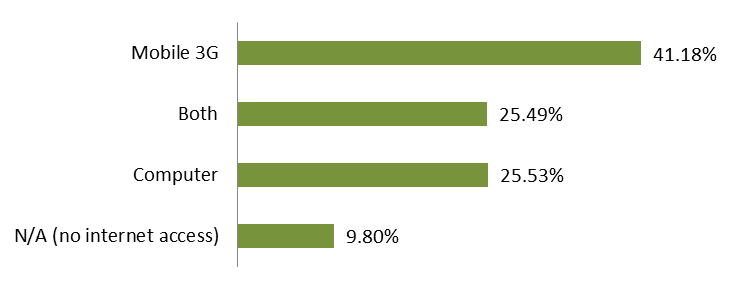 Mobile 3G 41.18%
Both 25.49%
Computer 25.53%
N/A (no internet access) 9.80%